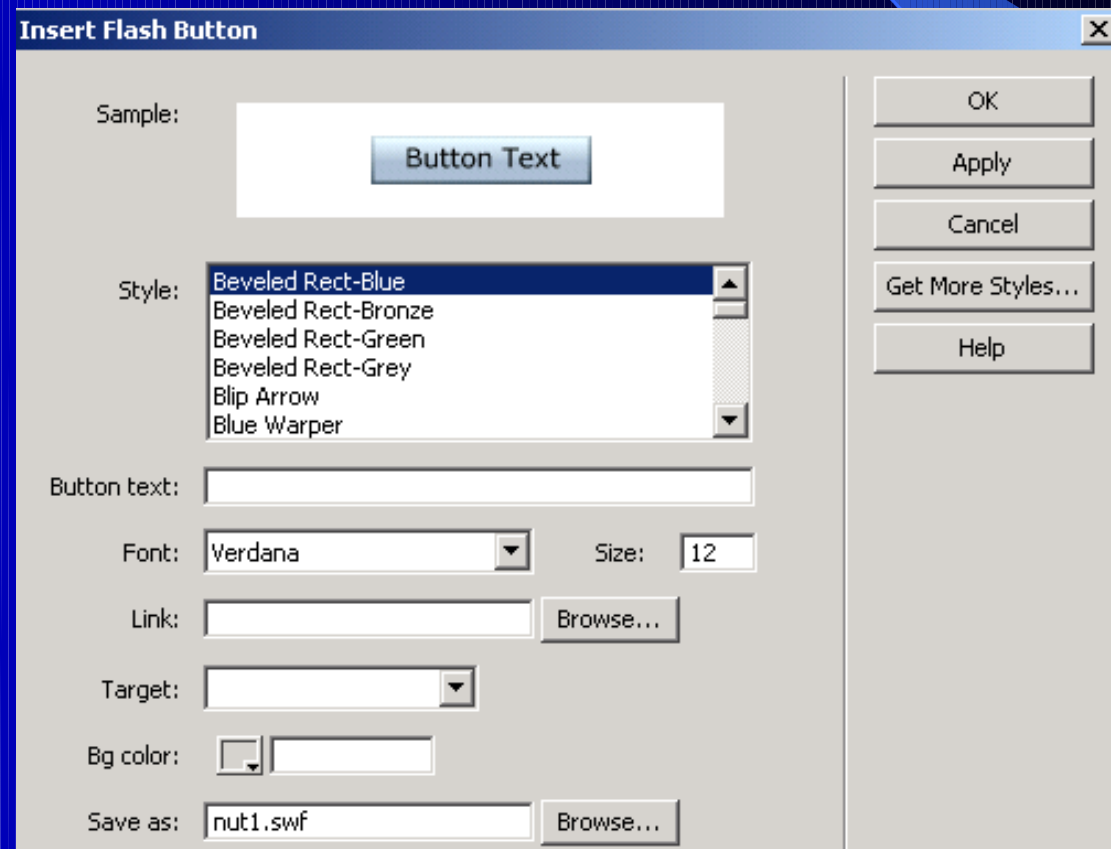 Insert Flash Button
Sample:
Button Text
OK
Apply
Cancel
Get More Styles...
Help
Style:
Beveled Rect-Blue
Beveled Rect-Bronze
Beveled Rect-Green
Beveled Rect-Grey
Blip Arrow
Blue Warper
Button text:
Font: Verdana Size: 12
Link: Browse...
Target:
Bg color:
Save as: nut1.swf Browse...